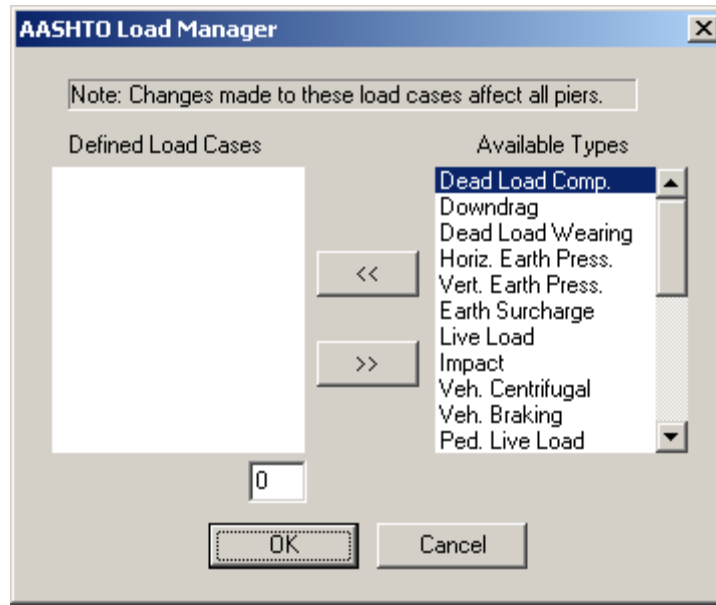 AASHTO Load Manager
Note: Changes made to these load cases affect all piers.
Defined Load Cases
Available Types
Dead Load Comp.
Downdrag
Dead Load Wearing
Horiz. Earth Press.
Vert. Earth Press.
Earth Surcharge
Live Load
Impact
Veh. Centrifugal
Veh. Braking
Ped. Live Load
<<
>>
0
OK
Cancel